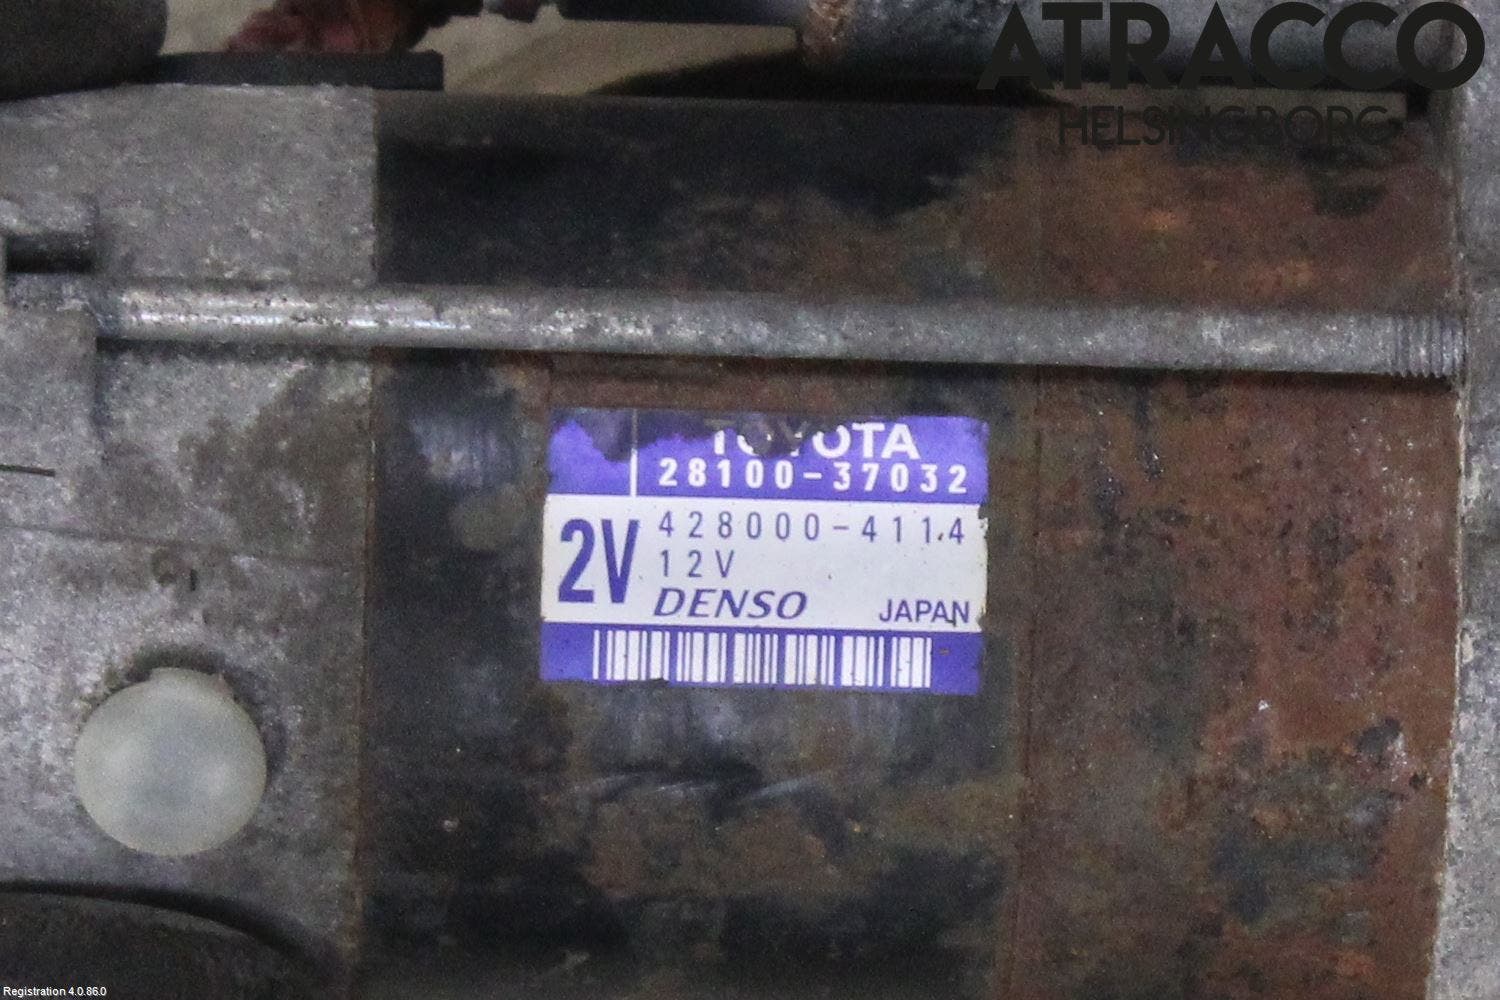 ATRACCO
HELSINGBORG
TOYOTA
28100-37032
2V
428000-4114
12V
DENSO JAPAN
Registration 4.0.86.0